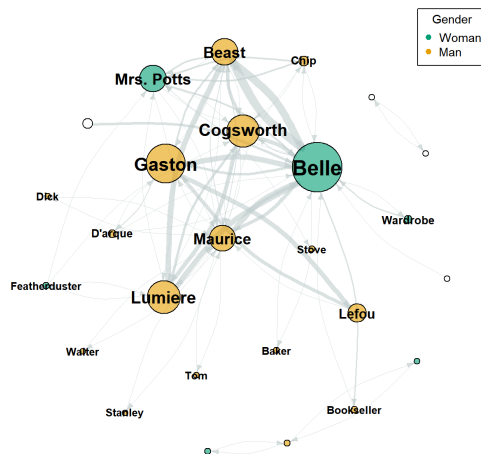 Gender
Woman
Man
Beast
Chip
Mrs. Potts
Cogsworth
Gaston
Belle
Dick
Wardrobe
D'arque
Maurice
Stove
Featherduster
Lumiere
Lefou
Walter
Baker
Tom
Stanley
Bookseller